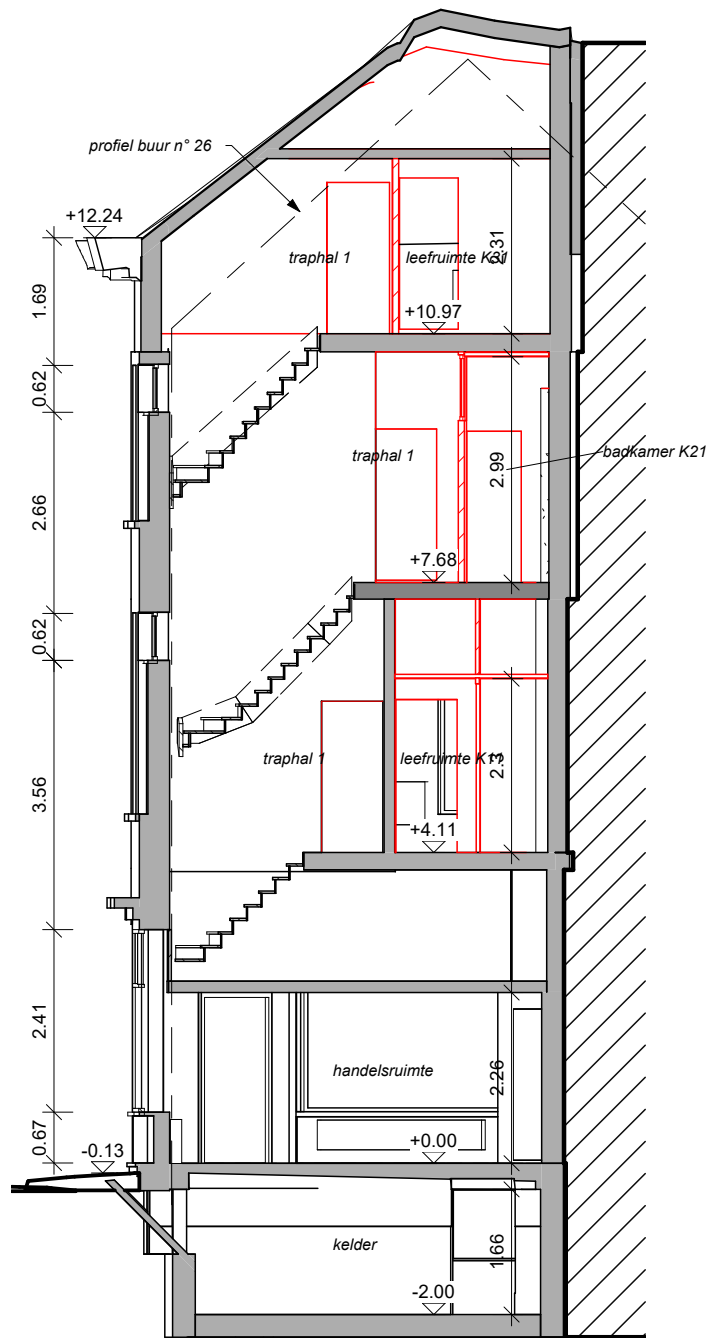 profiel buur n° 26
+12.24
traphal 1
leefruimte K31
2.31
+10.97
1.69
0.62
traphal 1
badkamer K21
2.99
2.66
+7.68
0.62
traphal 1
leefruimte K11
2.3
3.56
+4.11
2.41
handelsruimte
2.26
0.67
-0.13
+0.00
kelder
1.66
-2.00